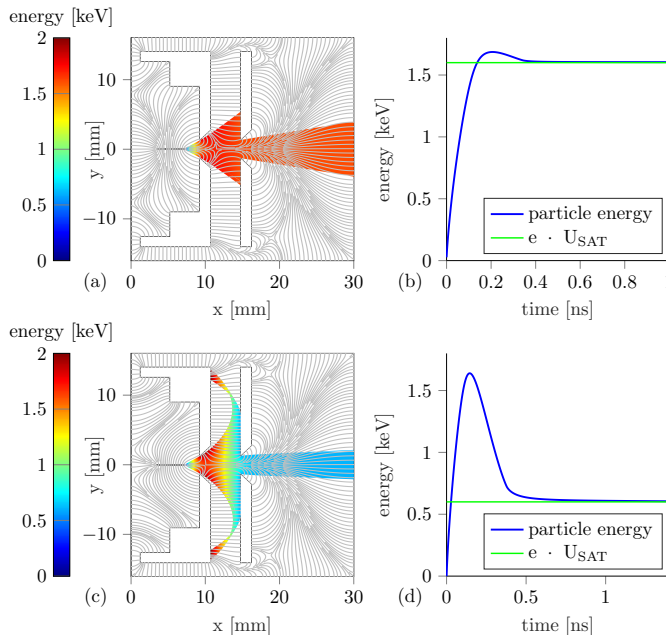 energy [keV]
2
1.5
1
0.5
0
10
0
−10
y [mm]
0
10
20
30
x [mm]
(a)
1.5
1
0.5
0
energy [keV]
particle energy
e · U_SAT
0
0.2
0.4
0.6
0.8
time [ns]
(b)
energy [keV]
2
1.5
1
0.5
0
10
0
−10
y [mm]
0
10
20
30
x [mm]
(c)
1.5
1
0.5
0
energy [keV]
particle energy
e · U_SAT
0
0.5
1
time [ns]
(d)